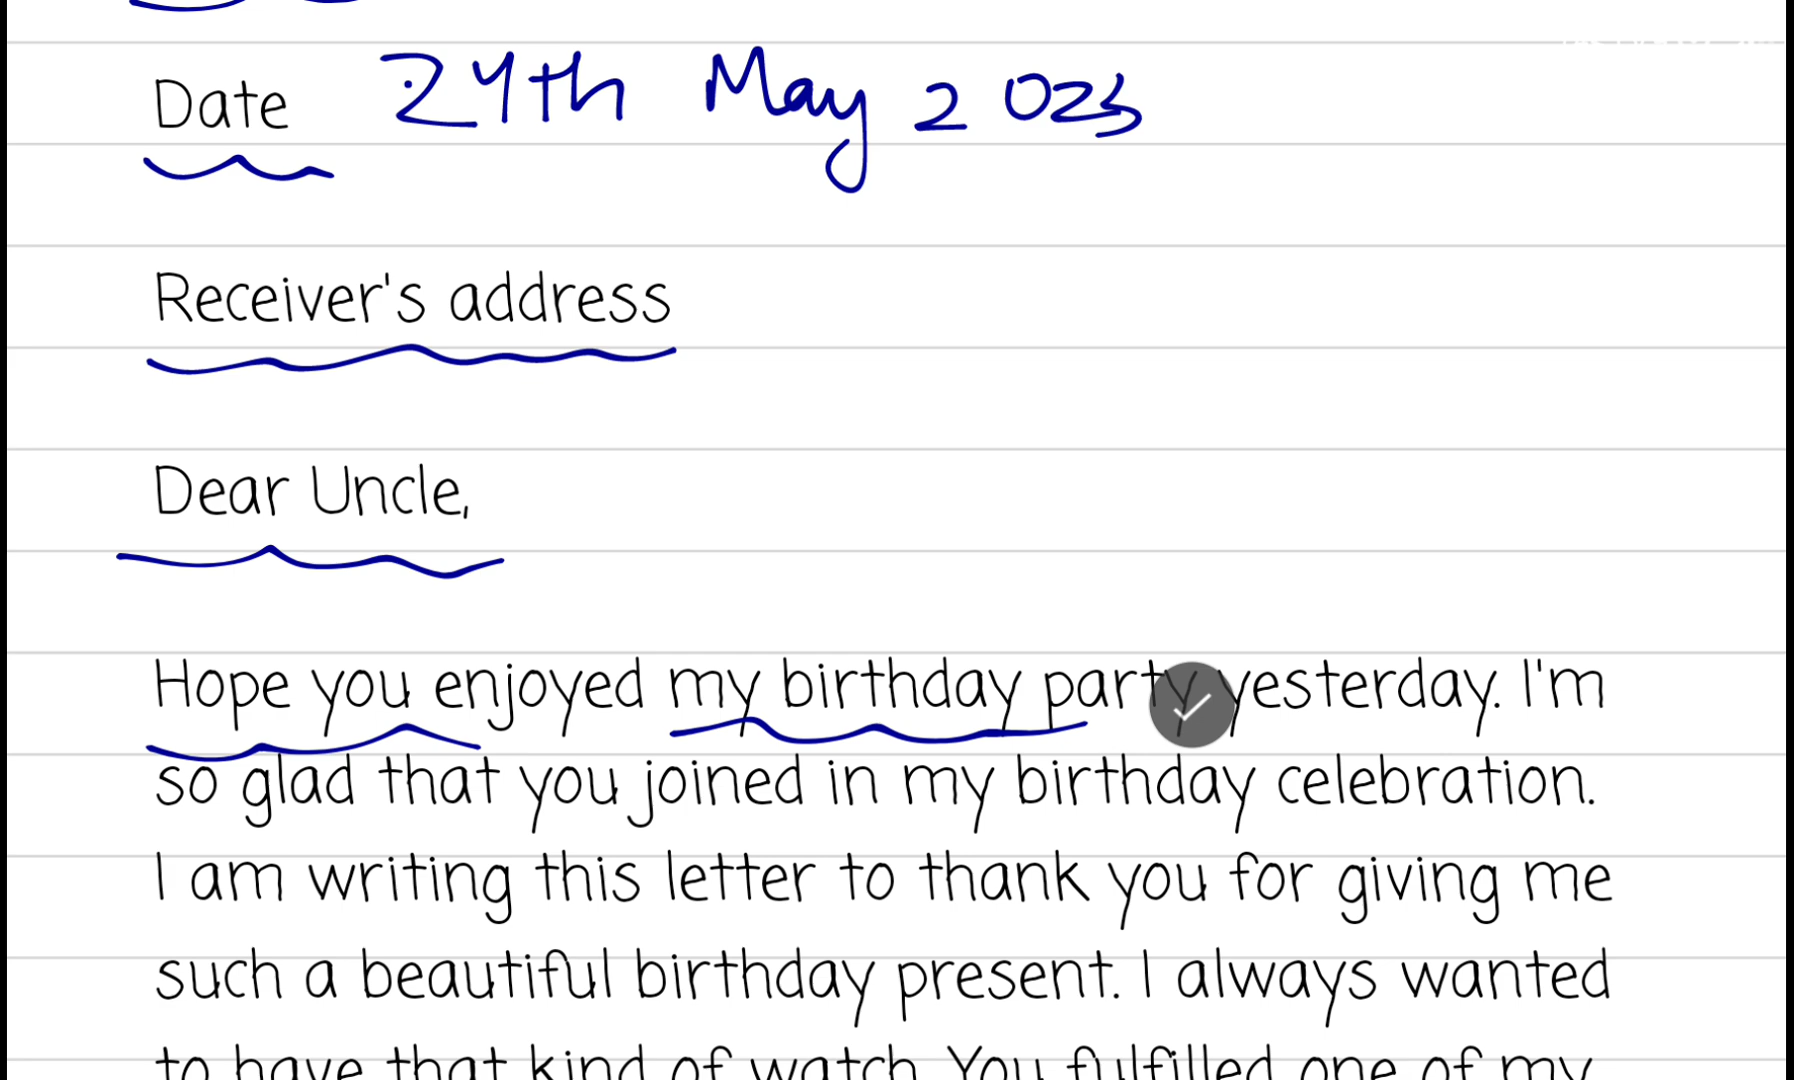 Date 24th May 2023
Receiver's address
Dear Uncle,
Hope you enjoyed my birthday party yesterday. I'm
so glad that you joined in my birthday celebration.
I am writing this letter to thank you for giving me
such a beautiful birthday present. I always wanted
to have that kind of watch. You fulfilled one of my